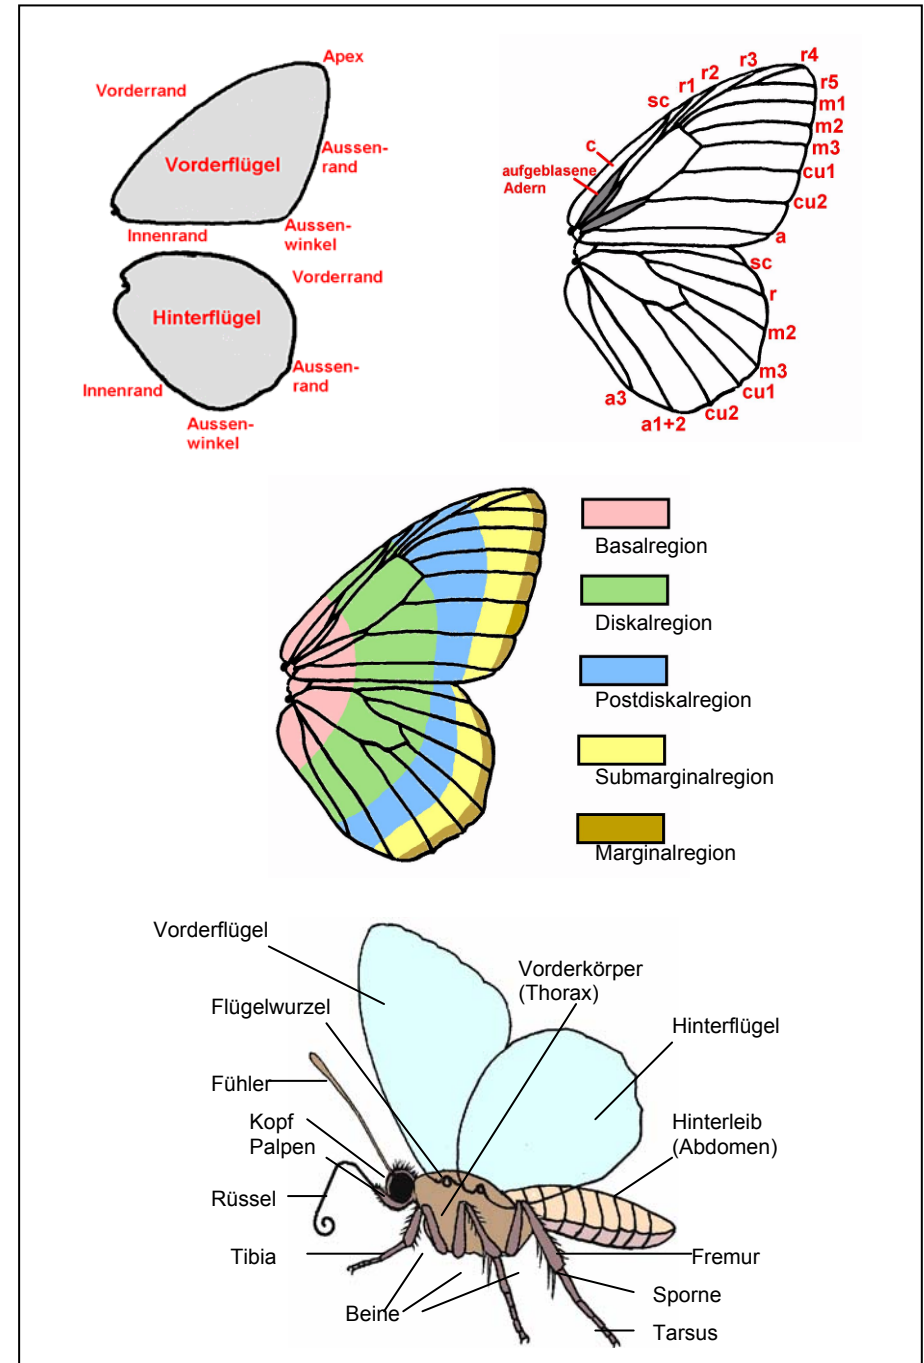 Apex
Vorderrand
Vorderflügel
Aussen-
rand
Innenrand
Aussen-
winkel
Vorderrand
Hinterflügel
Aussen-
rand
Innenrand
Aussen-
winkel
r4
r3
r2
r1
sc
r5
m1
m2
m3
c
aufgeblasene
Adern
cu1
cu2
a
sc
r
m2
m3
cu1
cu2
a1+2
a3
Basalregion
Diskalregion
Postdiskalregion
Submarginalregion
Marginalregion
Vorderflügel
Vorderkörper
(Thorax)
Flügelwurzel
Hinterflügel
Fühler
Kopf
Palpen
Hinterleib
(Abdomen)
Rüssel
Tibia
Fremur
Beine
Sporne
Tarsus